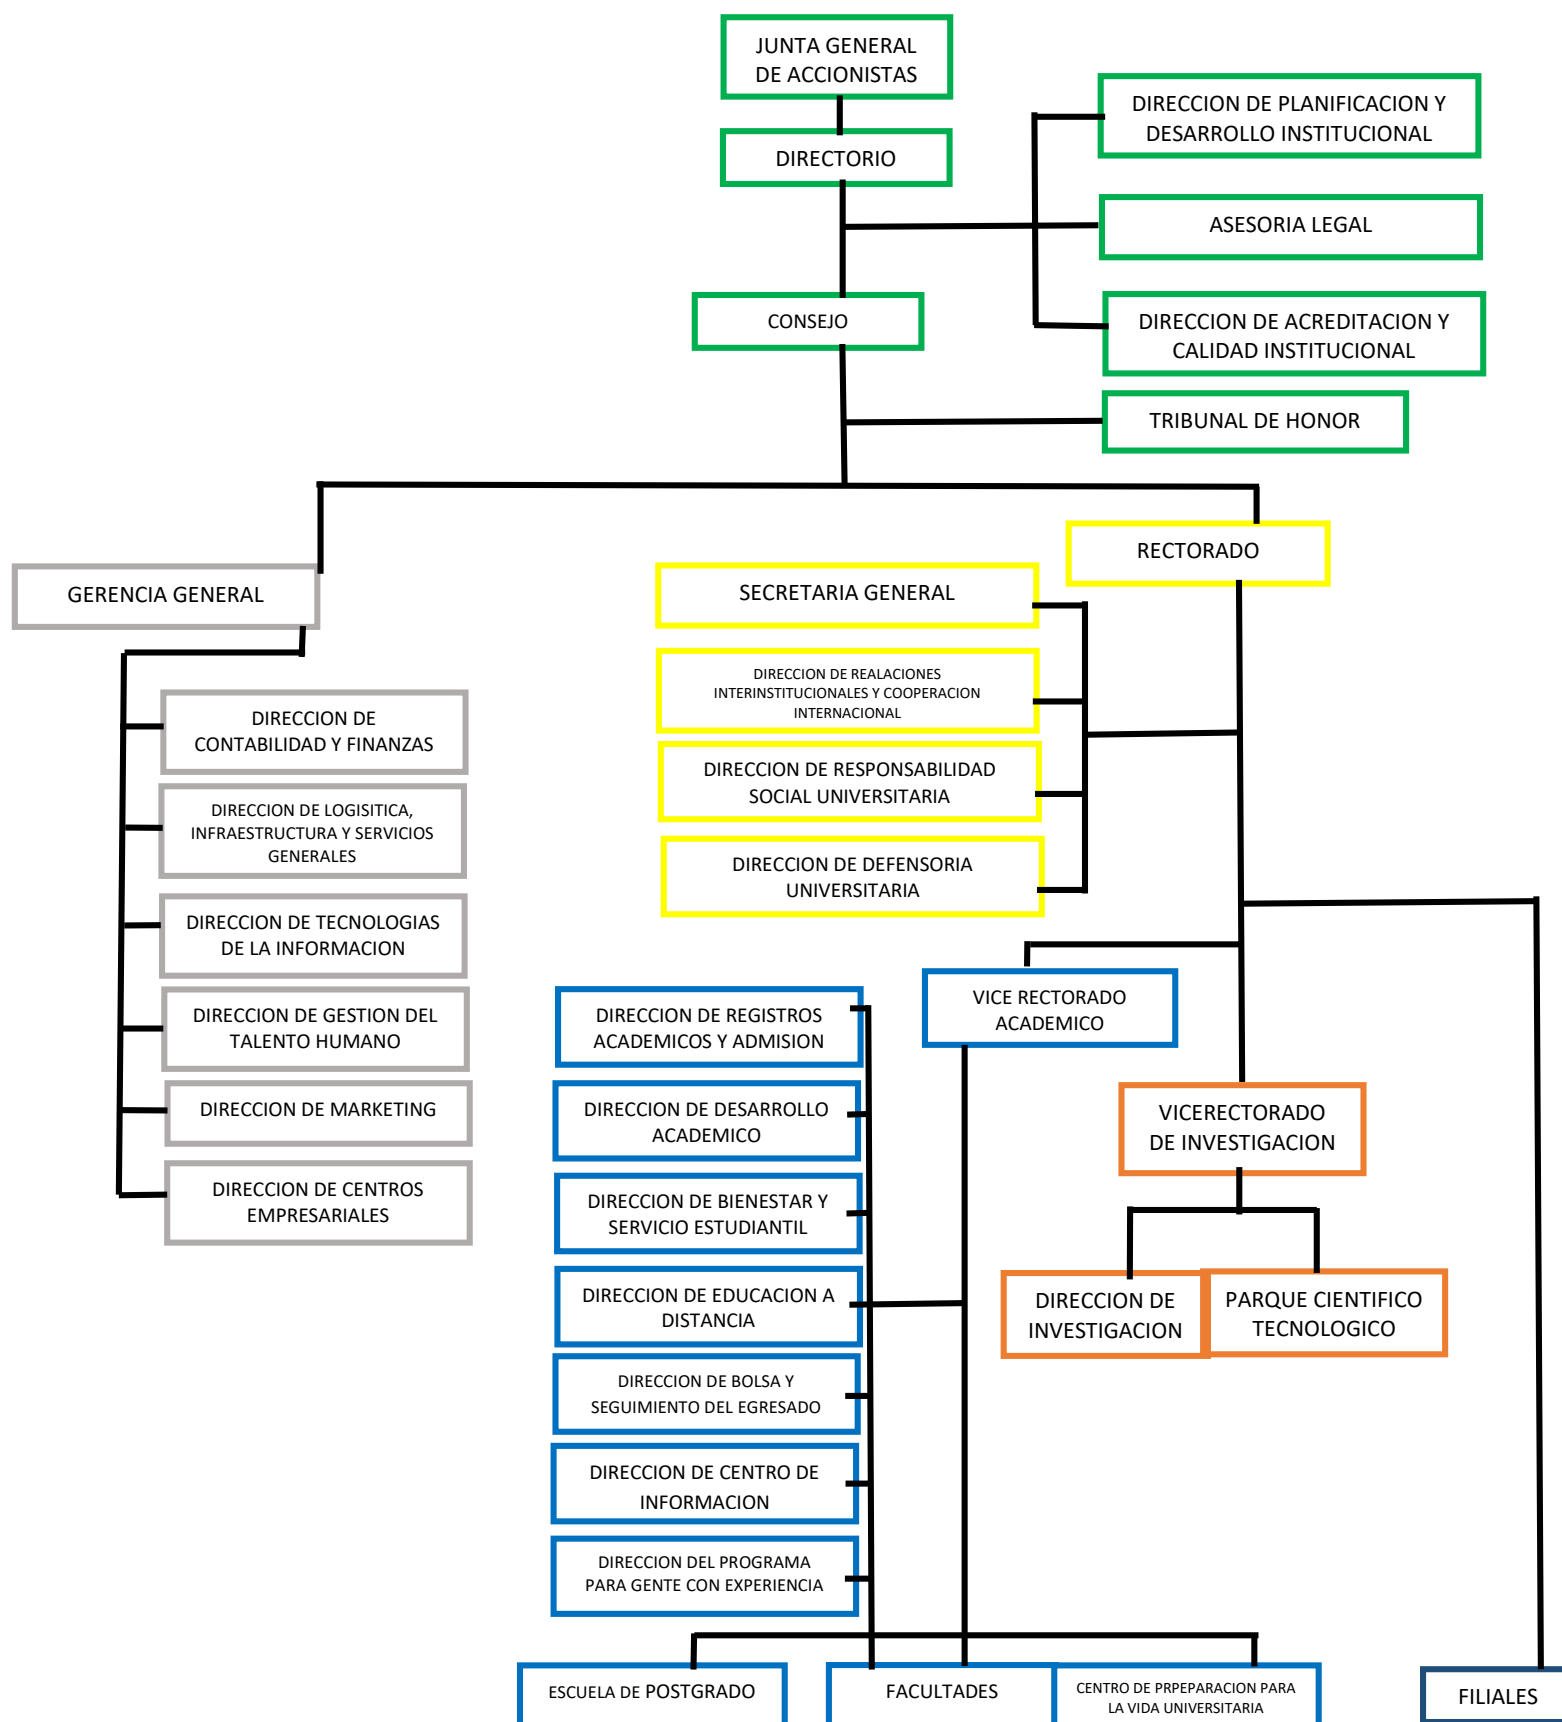 JUNTA GENERAL
DE ACCIONISTAS
DIRECCION DE PLANIFICACION Y
DESARROLLO INSTITUCIONAL
DIRECTORIO
ASESORIA LEGAL
CONSEJO
DIRECCION DE ACREDITACION Y
CALIDAD INSTITUCIONAL
TRIBUNAL DE HONOR
RECTORADO
GERENCIA GENERAL
SECRETARIA GENERAL
DIRECCION DE REALACIONES
INTERINSTITUCIONALES Y COOPERACION
INTERNACIONAL
DIRECCION DE RESPONSABILIDAD
SOCIAL UNIVERSITARIA
DIRECCION DE DEFENSORIA
UNIVERSITARIA
DIRECCION DE
CONTABILIDAD Y FINANZAS
DIRECCION DE LOGISITICA,
INFRAESTRUCTURA Y SERVICIOS
GENERALES
DIRECCION DE TECNOLOGIAS
DE LA INFORMACION
DIRECCION DE GESTION DEL
TALENTO HUMANO
DIRECCION DE MARKETING
DIRECCION DE CENTROS
EMPRESARIALES
VICE RECTORADO
ACADEMICO
DIRECCION DE REGISTROS
ACADEMICOS Y ADMISION
DIRECCION DE DESARROLLO
ACADEMICO
DIRECCION DE BIENESTAR Y
SERVICIO ESTUDIANTIL
DIRECCION DE EDUCACION A
DISTANCIA
DIRECCION DE BOLSA Y
SEGUIMIENTO DEL EGRESADO
DIRECCION DE CENTRO DE
INFORMACION
DIRECCION DEL PROGRAMA
PARA GENTE CON EXPERIENCIA
VICERECTORADO
DE INVESTIGACION
DIRECCION DE
INVESTIGACION
PARQUE CIENTIFICO
TECNOLOGICO
ESCUELA DE POSTGRADO
FACULTADES
CENTRO DE PRPEPARACION PARA
LA VIDA UNIVERSITARIA
FILIALES